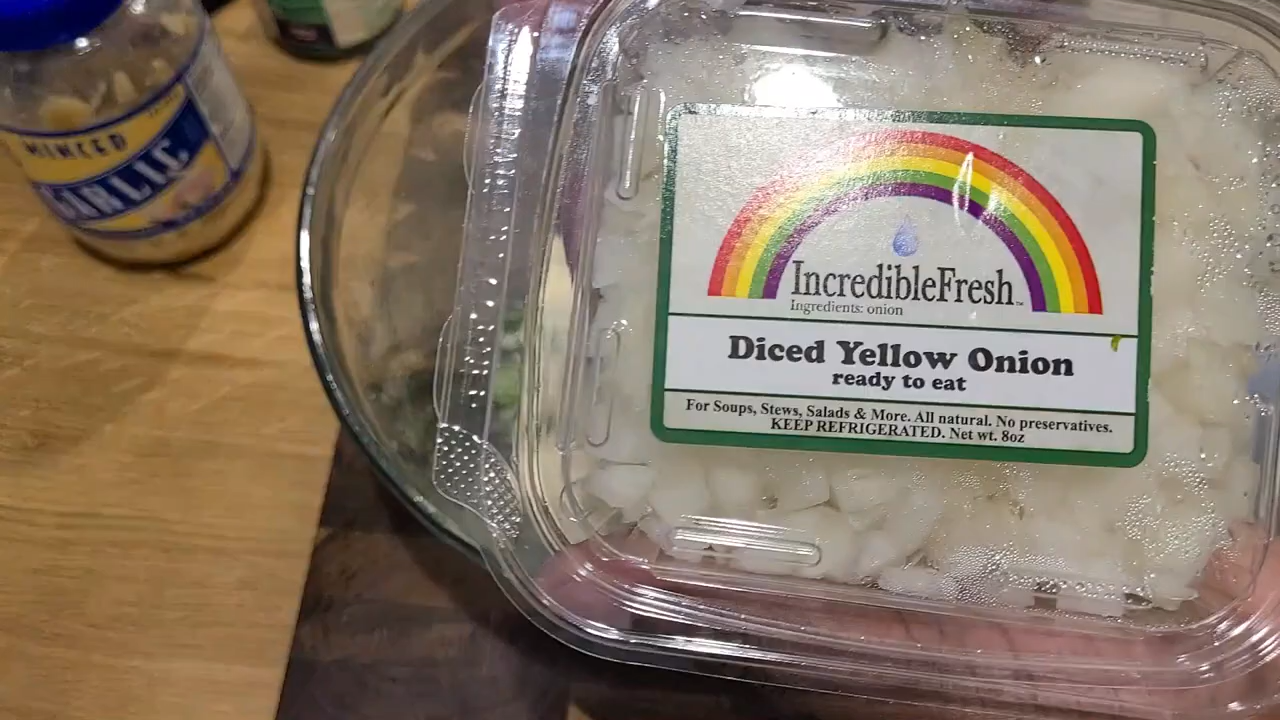 MINCED
GARLIC
IncredibleFresh™
Ingredients: onion
Diced Yellow Onion
ready to eat
For Soups, Stews, Salads & More. All natural. No preservatives.
KEEP REFRIGERATED. Net wt. 8oz